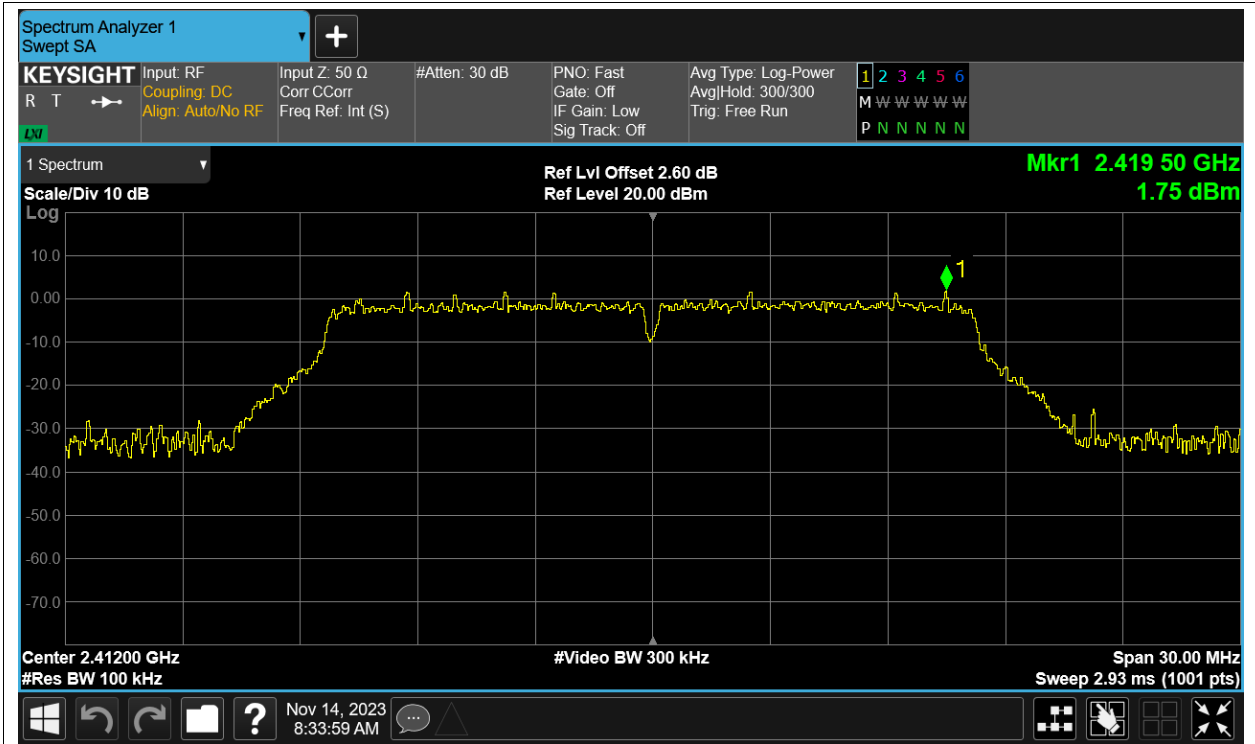 Spectrum Analyzer 1
Swept SA
KEYSIGHT
R T
LXI
Input: RF
Coupling: DC
Align: Auto/No RF
Input Z: 50 Ω
Corr CCorr
Freq Ref: Int (S)
#Atten: 30 dB
PNO: Fast
Gate: Off
IF Gain: Low
Sig Track: Off
Avg Type: Log-Power
Avg|Hold: 300/300
Trig: Free Run
1 2 3 4 5 6
M W W W W W
P N N N N N
1 Spectrum
Scale/Div 10 dB
Log
Ref Lvl Offset 2.60 dB
Ref Level 20.00 dBm
Mkr1 2.419 50 GHz
1.75 dBm
10.0
1
0.00
-10.0
-20.0
-30.0
-40.0
-50.0
-60.0
-70.0
Center 2.41200 GHz
#Res BW 100 kHz
#Video BW 300 kHz
Span 30.00 MHz
Sweep 2.93 ms (1001 pts)
?
Nov 14, 2023
8:33:59 AM